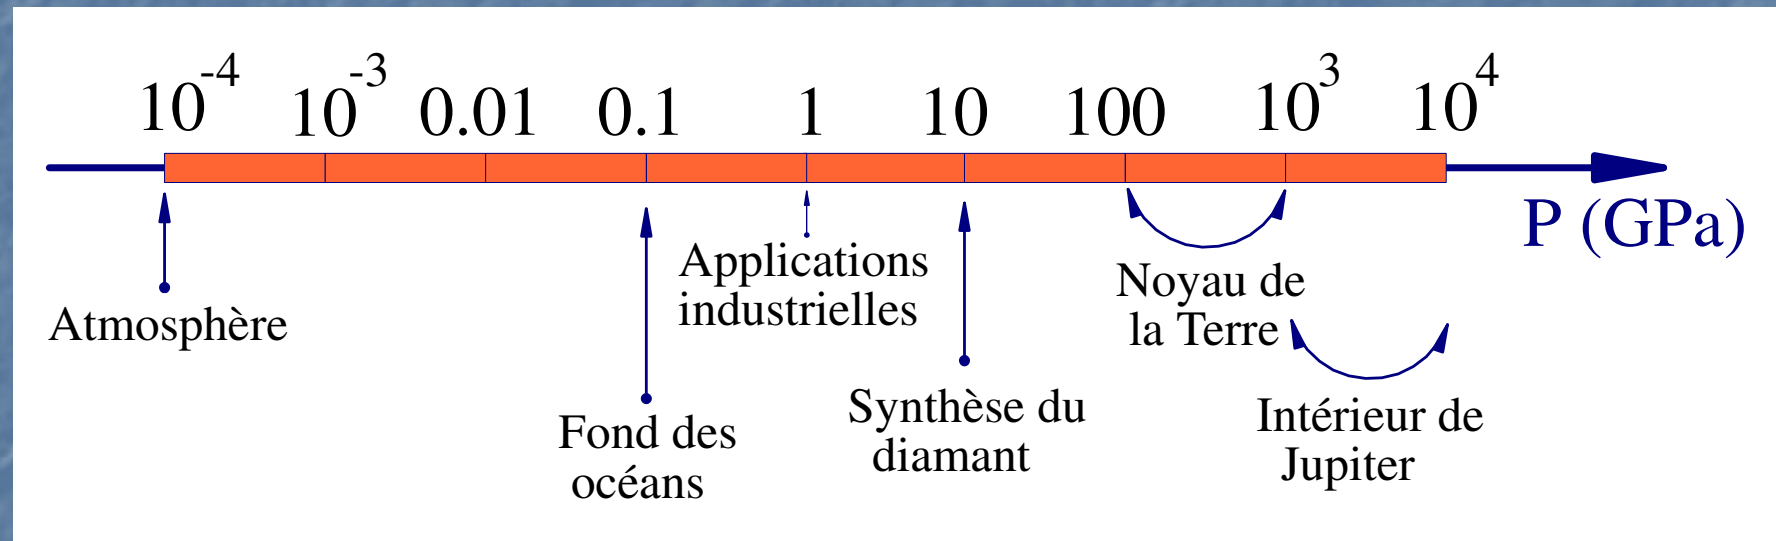 10^-4 10^-3 0.01 0.1 1 10 100 10^3 10^4
P (GPa)
Atmosphère
Fond des
océans
Applications
industrielles
Synthèse du
diamant
Noyau de
la Terre
Intérieur de
Jupiter